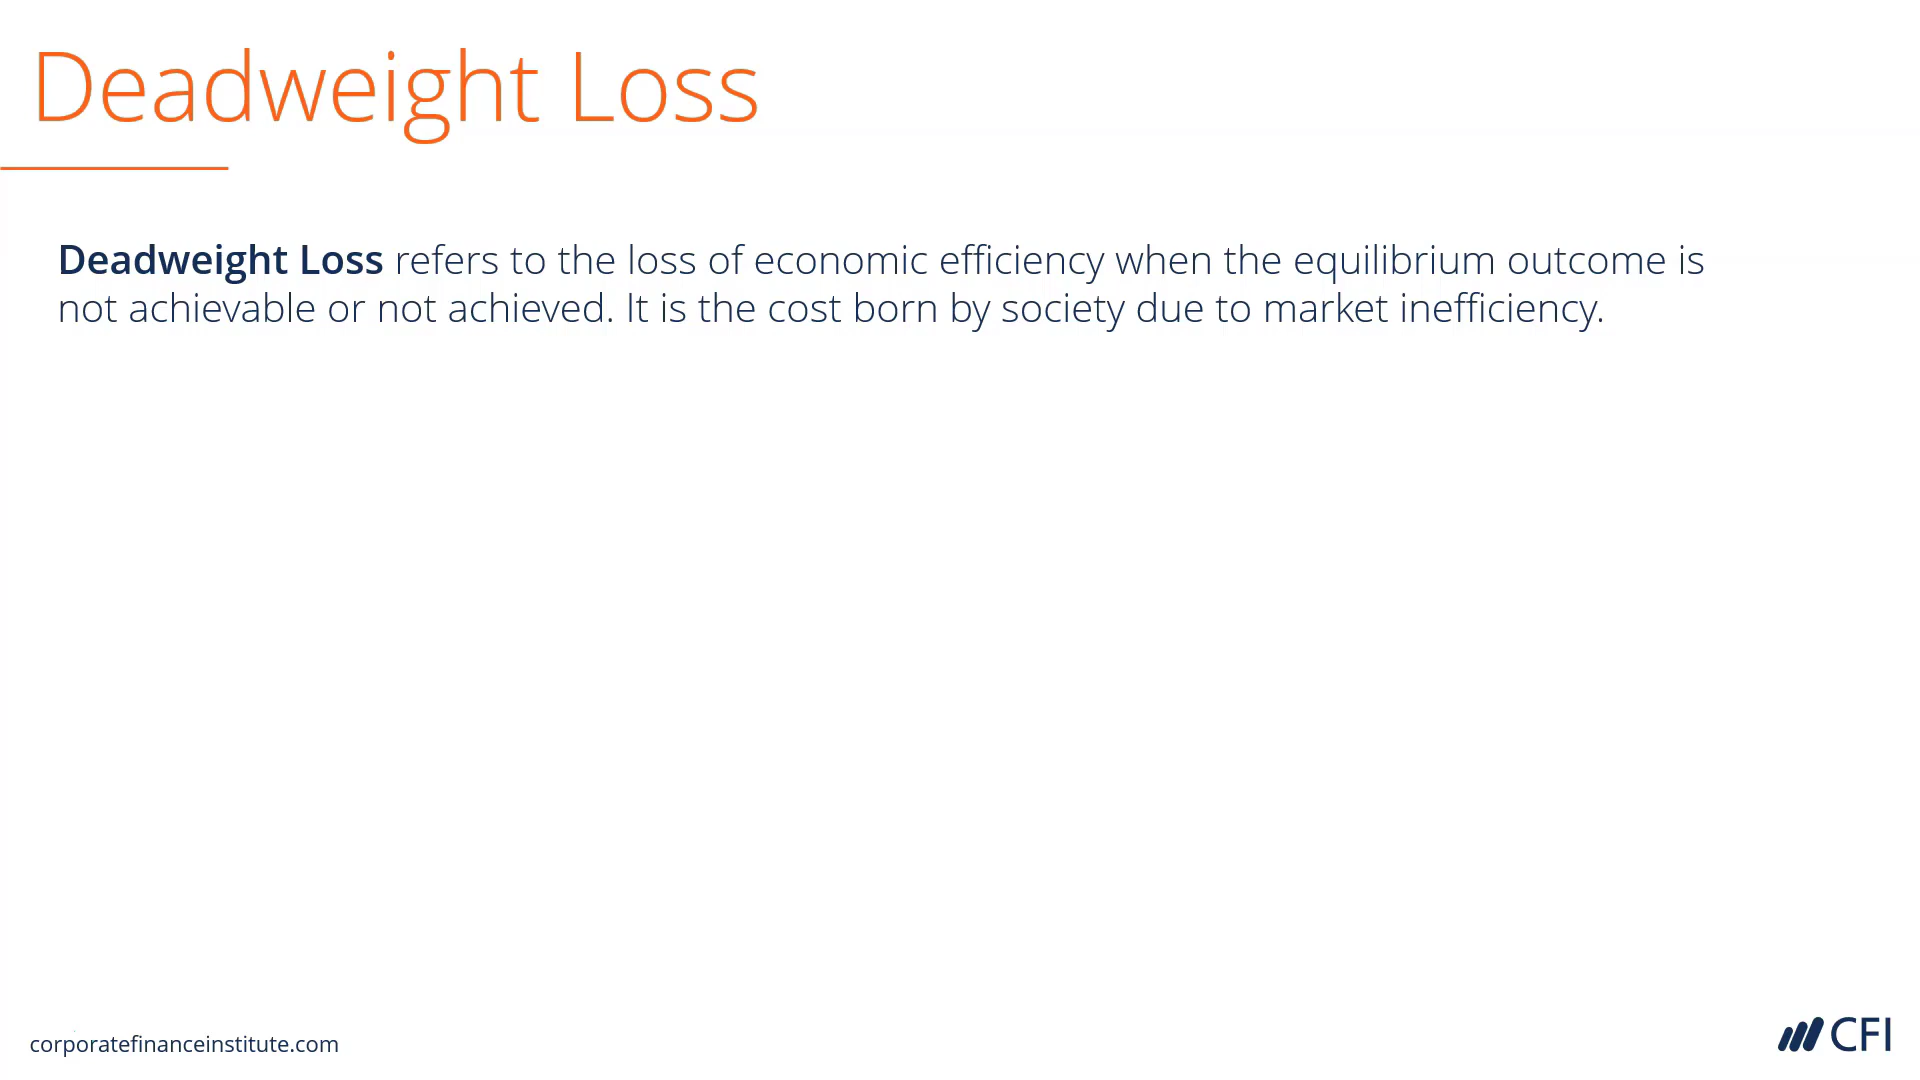 Deadweight Loss
Deadweight Loss refers to the loss of economic efficiency when the equilibrium outcome is
not achievable or not achieved. It is the cost born by society due to market inefficiency.
corporatefinanceinstitute.com
CFI